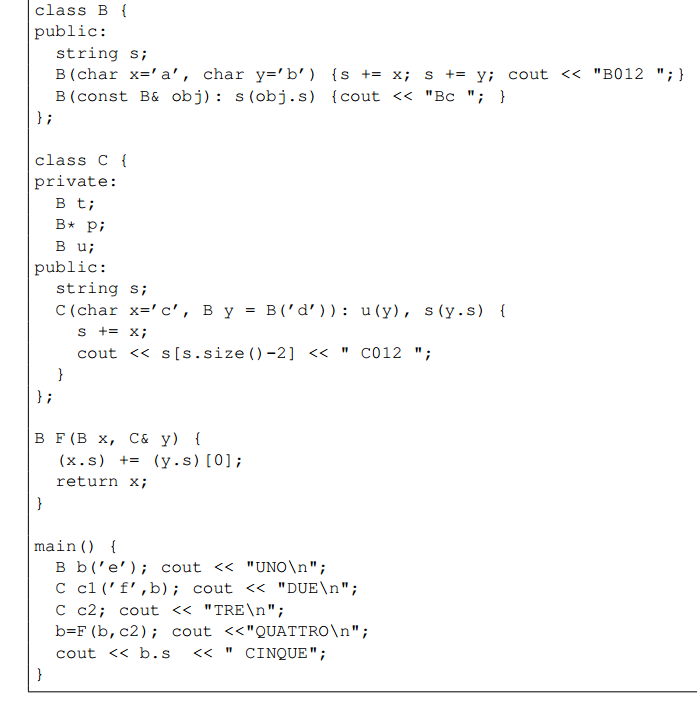 class B {
public:
  string s;
  B(char x='a', char y='b') {s += x; s += y; cout << "B012 ";}
  B(const B& obj): s(obj.s) {cout << "Bc "; }
};

class C {
private:
  B t;
  B* p;
  B u;
public:
  string s;
  C(char x='c', B y = B('d')): u(y), s(y.s) {
    s += x;
    cout << s[s.size()-2] << " C012 ";
  }
};

B F(B x, C& y) {
  (x.s) += (y.s)[0];
  return x;
}

main() {
  B b('e'); cout << "UNO\n";
  C c1('f',b); cout << "DUE\n";
  C c2; cout << "TRE\n";
  b=F(b,c2); cout <<"QUATTRO\n";
  cout << b.s  << " CINQUE";
}